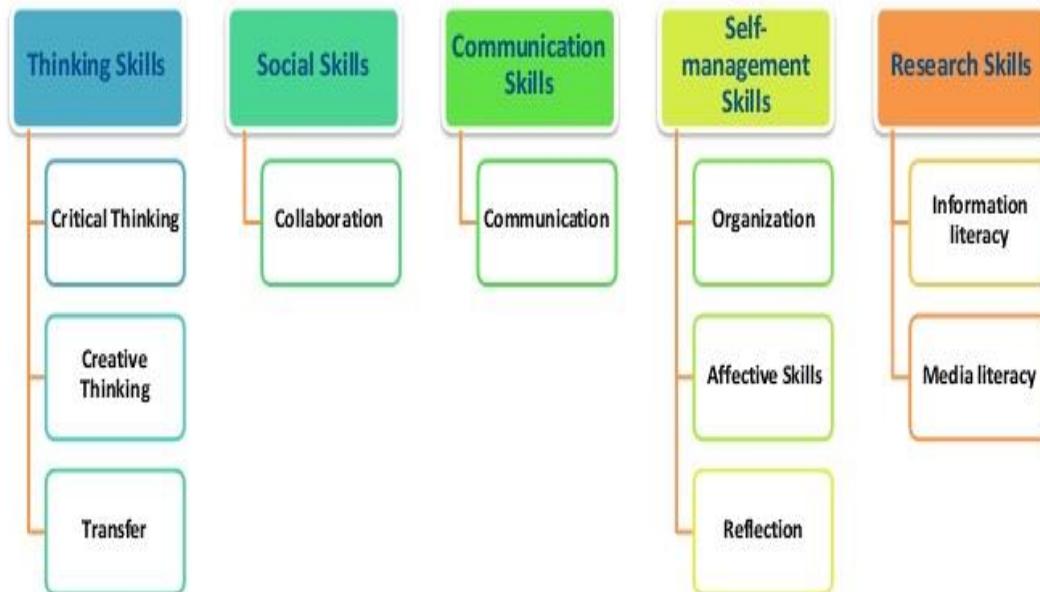 Thinking Skills
Critical Thinking
Creative
Thinking
Transfer
Social Skills
Collaboration
Communication
Skills
Communication
Self-
management
Skills
Organization
Affective Skills
Reflection
Research Skills
Information
literacy
Media literacy